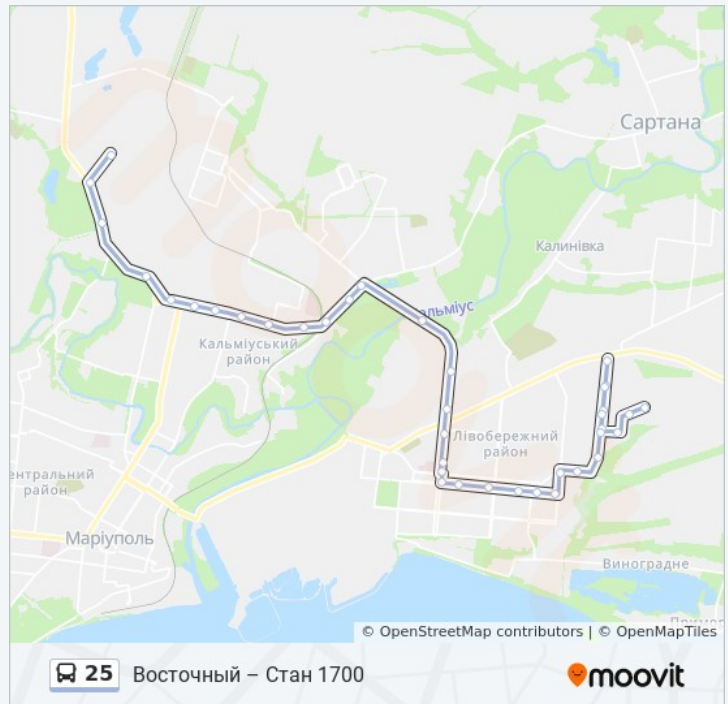 Сартана
Калинівка
альміус
Кальміуський
район
Лівобережний
район
ентральний
район
Маріуполь
Виноградне
Примор
© OpenStreetMap contributors | © OpenMapTiles
25 Восточный – Стан 1700
moovit